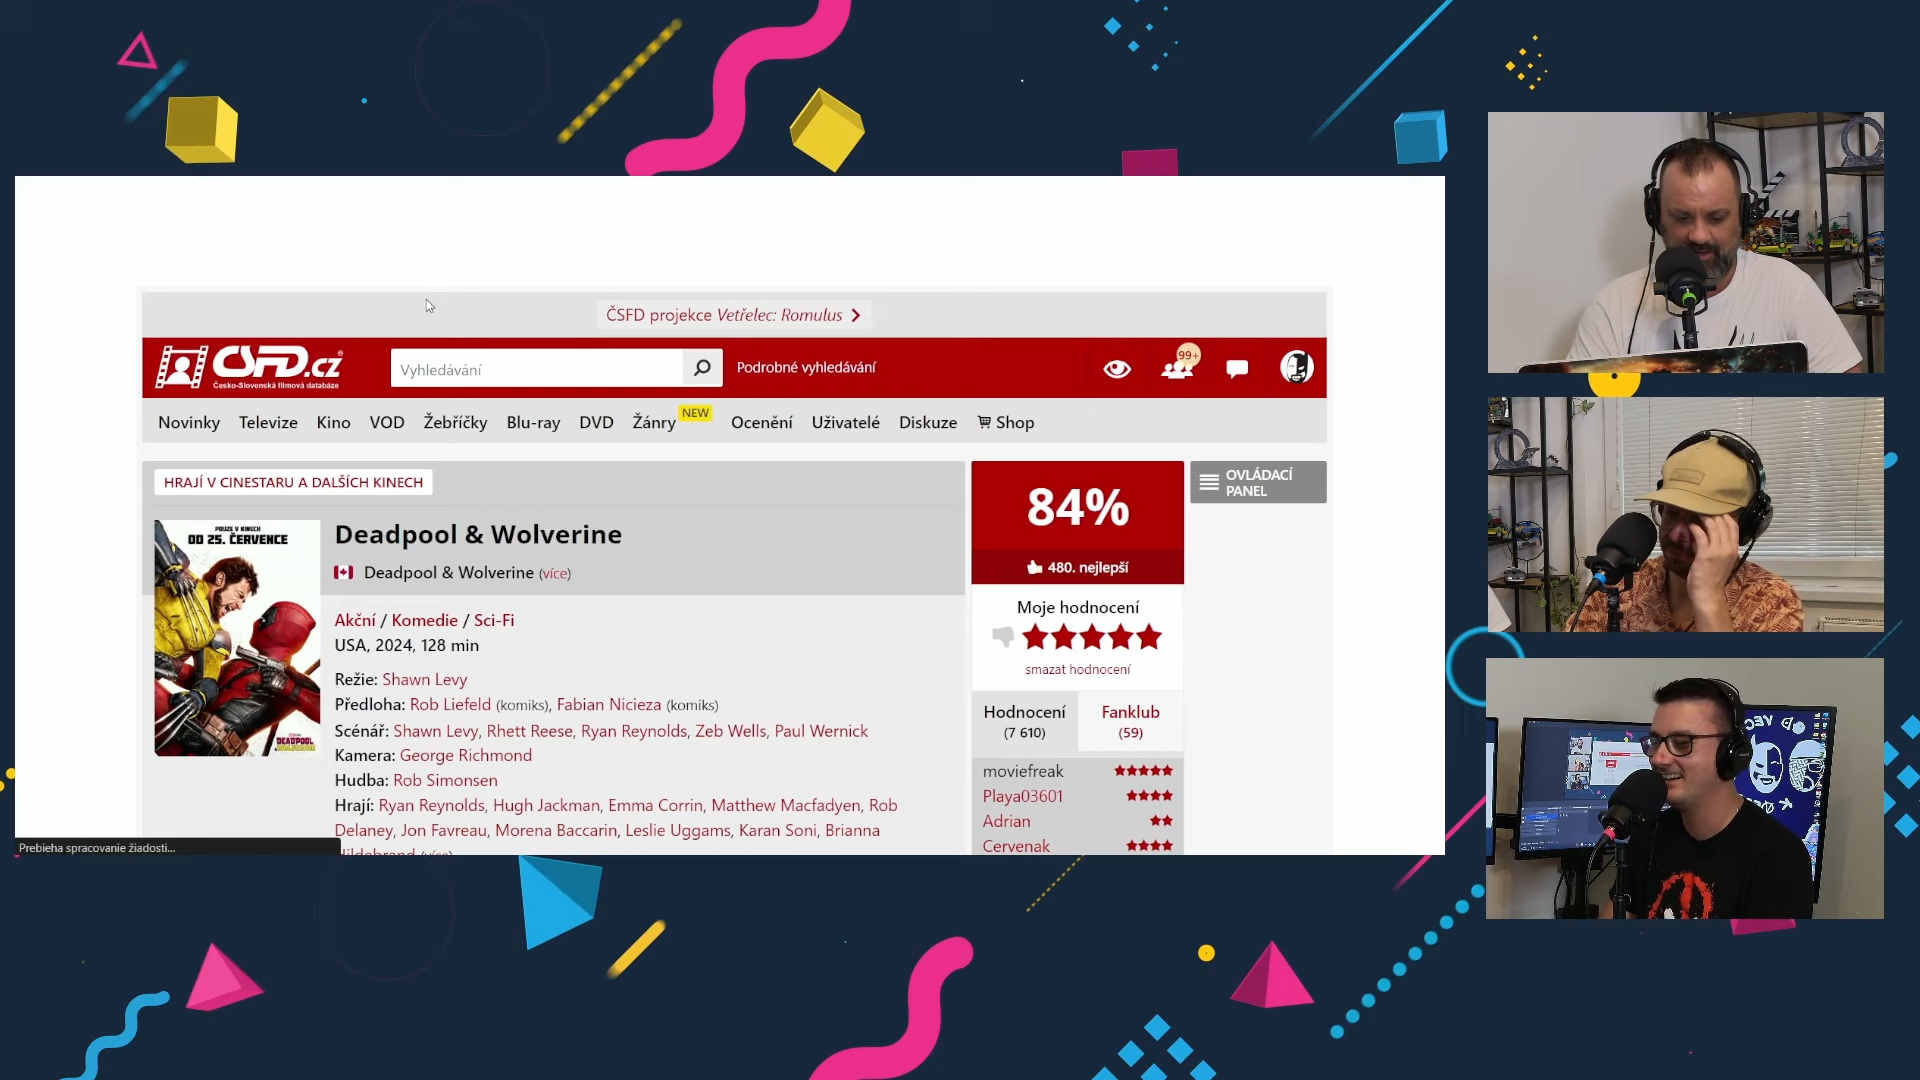 ČSFD projekce Vetřelec: Romulus
ČSFD.cz
Česko-Slovenská filmová databáze
Vyhledávání
Podrobné vyhledávání
99+
Novinky Televize Kino VOD Žebříčky Blu-ray DVD Žánry NEW Ocenění Uživatelé Diskuze Shop
HRAJÍ V CINESTARU A DALŠÍCH KINECH
POUZE V KINECH
OD 25. ČERVENCE
DEADPOOL
Deadpool & Wolverine
Deadpool & Wolverine (více)
Akční / Komedie / Sci-Fi
USA, 2024, 128 min
Režie: Shawn Levy
Předloha: Rob Liefeld (komiks), Fabian Nicieza (komiks)
Scénář: Shawn Levy, Rhett Reese, Ryan Reynolds, Zeb Wells, Paul Wernick
Kamera: George Richmond
Hudba: Rob Simonsen
Hrají: Ryan Reynolds, Hugh Jackman, Emma Corrin, Matthew Macfadyen, Rob
Delaney, Jon Favreau, Morena Baccarin, Leslie Uggams, Karan Soni, Brianna
Hildebrand (více)
84%
480. nejlepší
Moje hodnocení
smazat hodnocení
Hodnocení
(7 610)
Fanklub
(59)
moviefreak
Playa03601
Adrian
Cervenak
OVLÁDACÍ
PANEL
Prebieha spracovanie žiadosti...